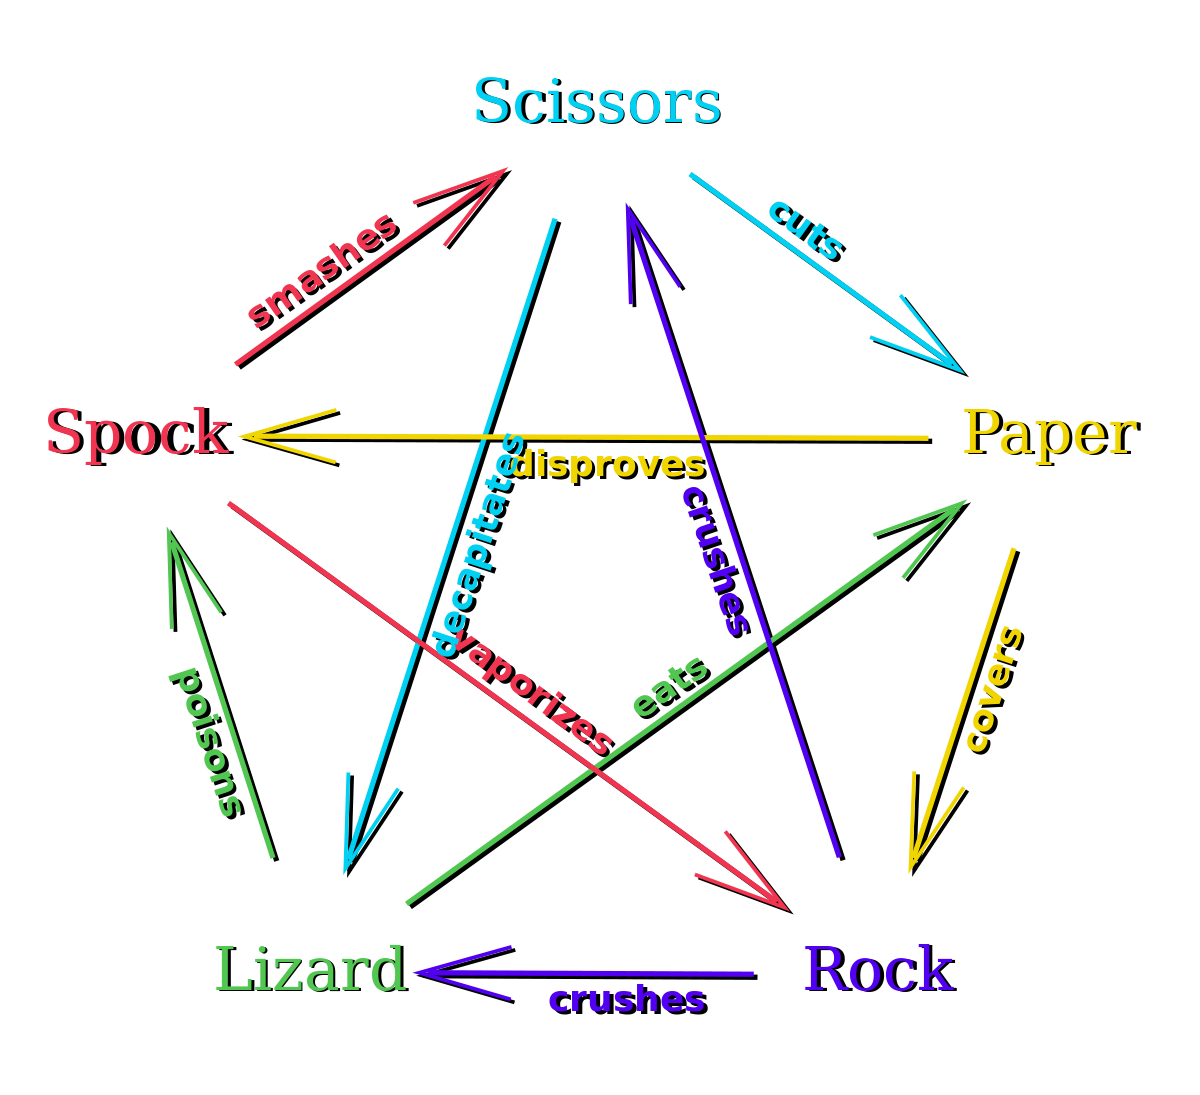 Scissors
cuts
smashes
Spock
Paper
disproves
decapitates
crushes
vaporizes
eats
covers
poisons
Lizard
Rock
crushes